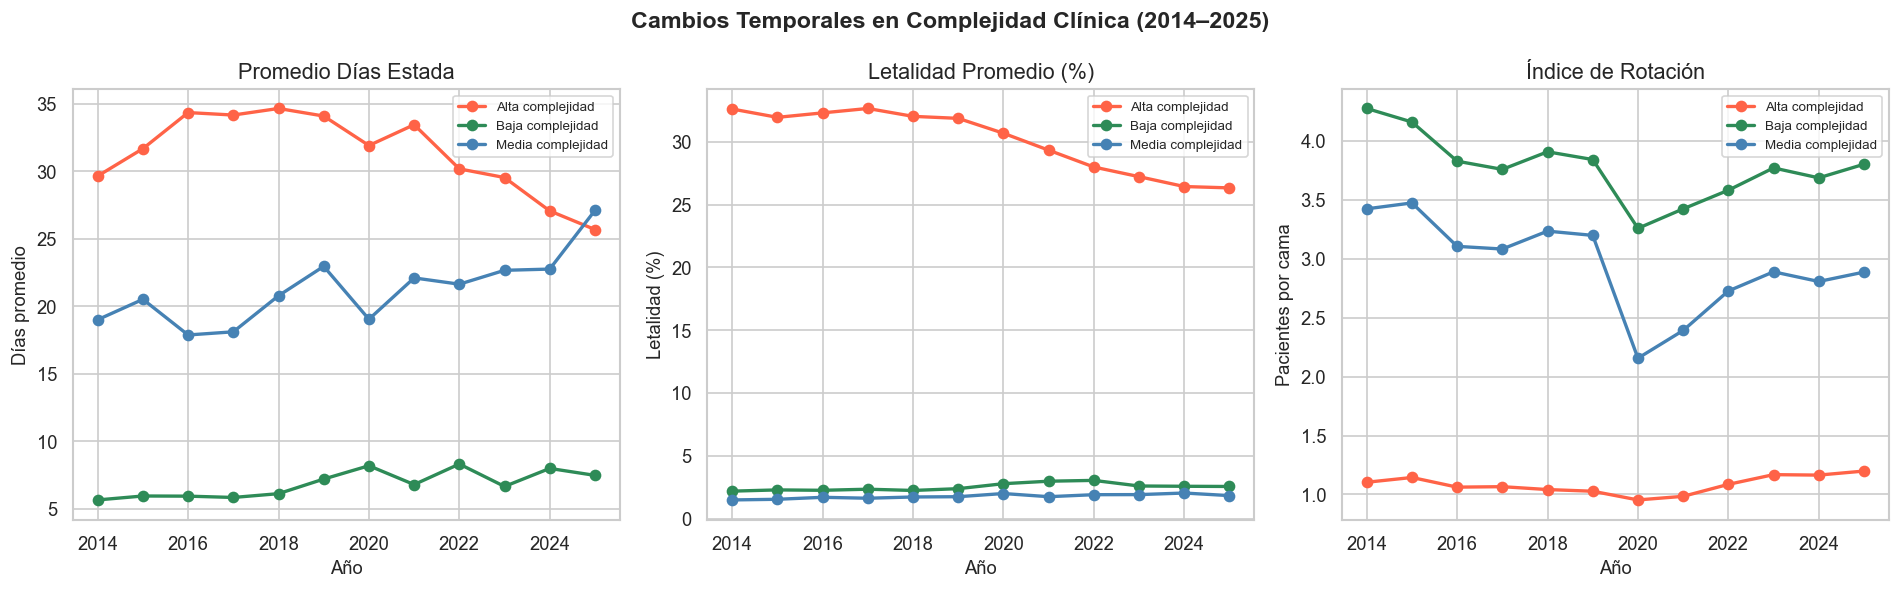 Cambios Temporales en Complejidad Clínica (2014–2025)
Promedio Días Estada
Días promedio
35
30
25
20
15
10
5
2014 2016 2018 2020 2022 2024
Año
Alta complejidad
Baja complejidad
Media complejidad
Letalidad Promedio (%)
Letalidad (%)
30
25
20
15
10
5
0
2014 2016 2018 2020 2022 2024
Año
Alta complejidad
Baja complejidad
Media complejidad
Índice de Rotación
Pacientes por cama
4.0
3.5
3.0
2.5
2.0
1.5
1.0
2014 2016 2018 2020 2022 2024
Año
Alta complejidad
Baja complejidad
Media complejidad